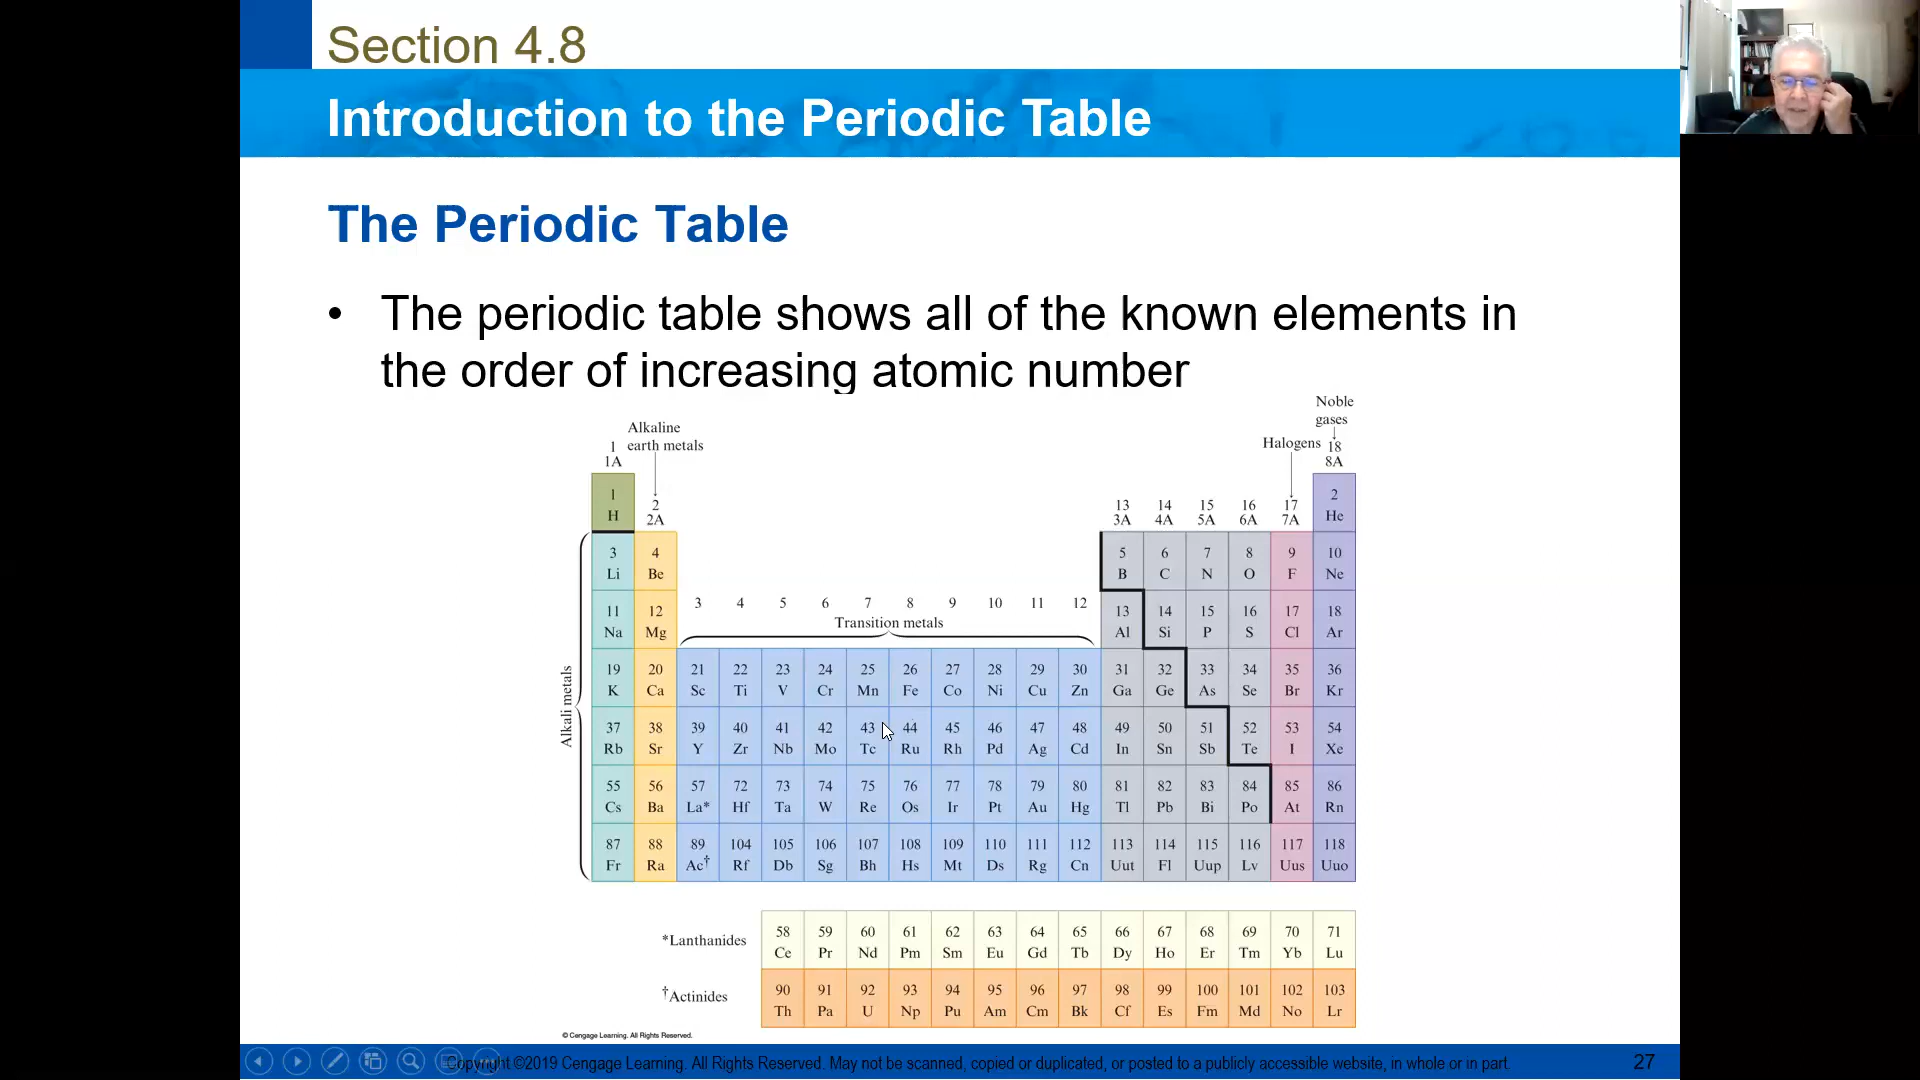 Section 4.8
Introduction to the Periodic Table
The Periodic Table
• The periodic table shows all of the known elements in
the order of increasing atomic number
Noble
gases
Alkaline
earth metals
Halogens
1 18
1A 8A
1 2
H He
2 13 14 15 16 17
2A 3A 4A 5A 6A 7A
3 4 5 6 7 8 9 10
Li Be B C N O F Ne
3 4 5 6 7 8 9 10 11 12
Transition metals
11 12 13 14 15 16 17 18
Na Mg Al Si P S Cl Ar
Alkali metals
19 20 21 22 23 24 25 26 27 28 29 30 31 32 33 34 35 36
K Ca Sc Ti V Cr Mn Fe Co Ni Cu Zn Ga Ge As Se Br Kr
37 38 39 40 41 42 43 44 45 46 47 48 49 50 51 52 53 54
Rb Sr Y Zr Nb Mo Tc Ru Rh Pd Ag Cd In Sn Sb Te I Xe
55 56 57 72 73 74 75 76 77 78 79 80 81 82 83 84 85 86
Cs Ba La* Hf Ta W Re Os Ir Pt Au Hg Tl Pb Bi Po At Rn
87 88 89 104 105 106 107 108 109 110 111 112 113 114 115 116 117 118
Fr Ra Ac† Rf Db Sg Bh Hs Mt Ds Rg Cn Uut Fl Uup Lv Uus Uuo
*Lanthanides
58 59 60 61 62 63 64 65 66 67 68 69 70 71
Ce Pr Nd Pm Sm Eu Gd Tb Dy Ho Er Tm Yb Lu
†Actinides
90 91 92 93 94 95 96 97 98 99 100 101 102 103
Th Pa U Np Pu Am Cm Bk Cf Es Fm Md No Lr
© Cengage Learning. All Rights Reserved.
Copyright ©2019 Cengage Learning. All Rights Reserved. May not be scanned, copied or duplicated, or posted to a publicly accessible website, in whole or in part.
27